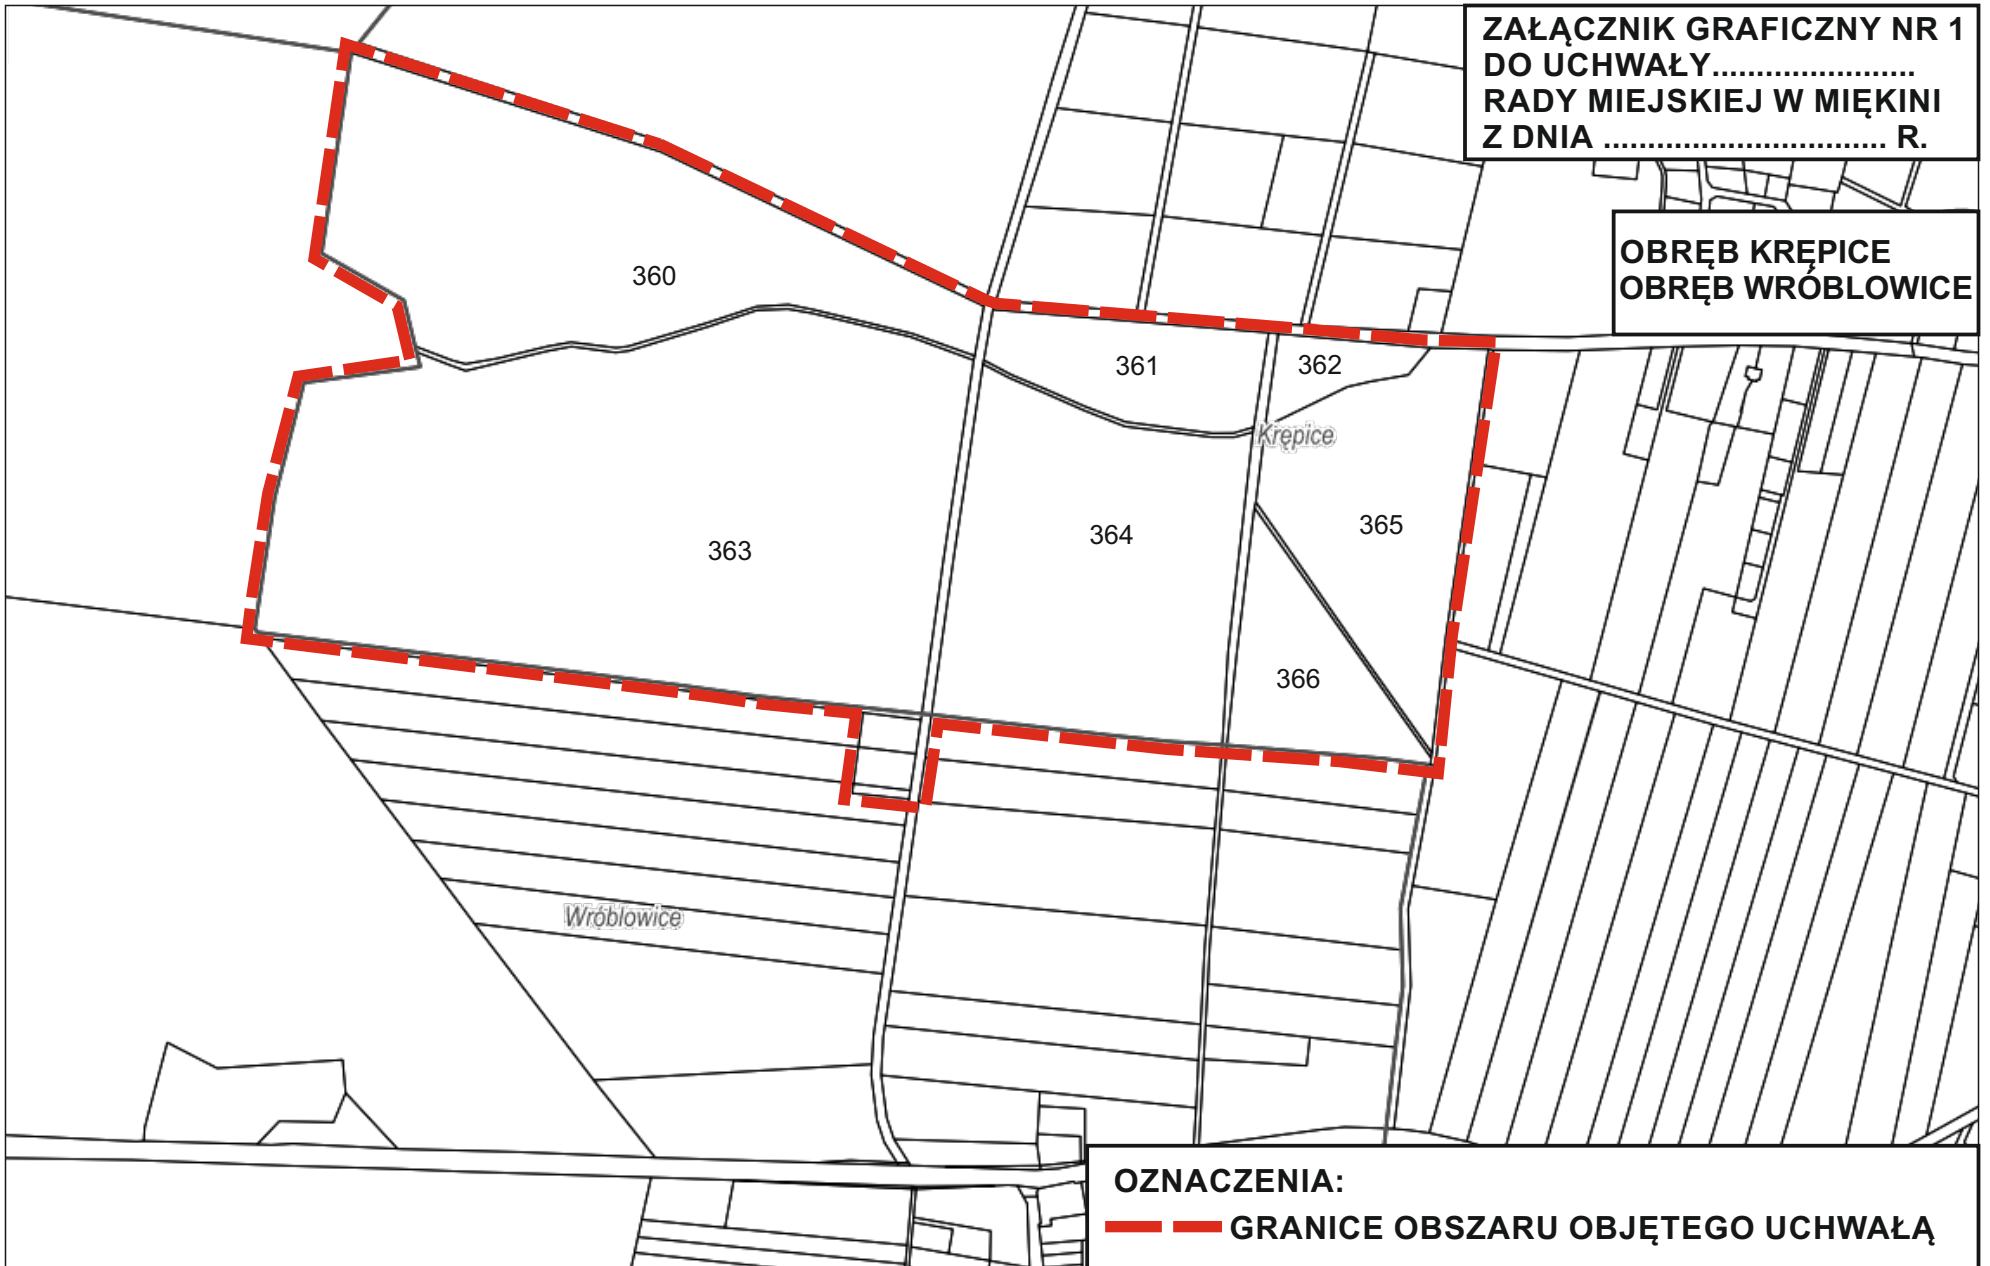 ZAŁĄCZNIK GRAFICZNY NR 1
DO UCHWAŁY.......................
RADY MIEJSKIEJ W MIĘKINI
Z DNIA ................................ R.
OBRĘB KRĘPICE
OBRĘB WRÓBLOWICE
360
361
362
Krępice
363
364
365
366
Wróblowice
OZNACZENIA:
GRANICE OBSZARU OBJĘTEGO UCHWAŁĄ